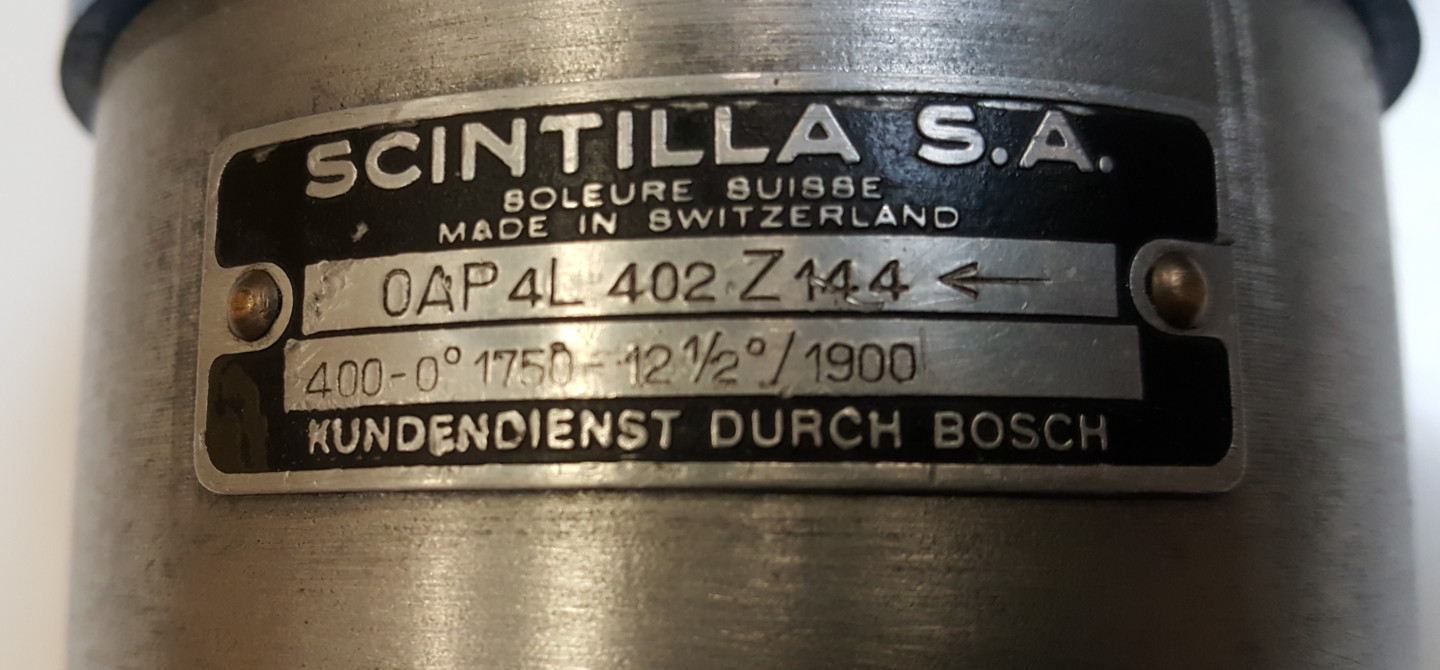 SCINTILLA S.A.
SOLEURE SUISSE
MADE IN SWITZERLAND
0AP4L 402 Z144 ←
400-0° 1750-12½°/1900
KUNDENDIENST DURCH BOSCH